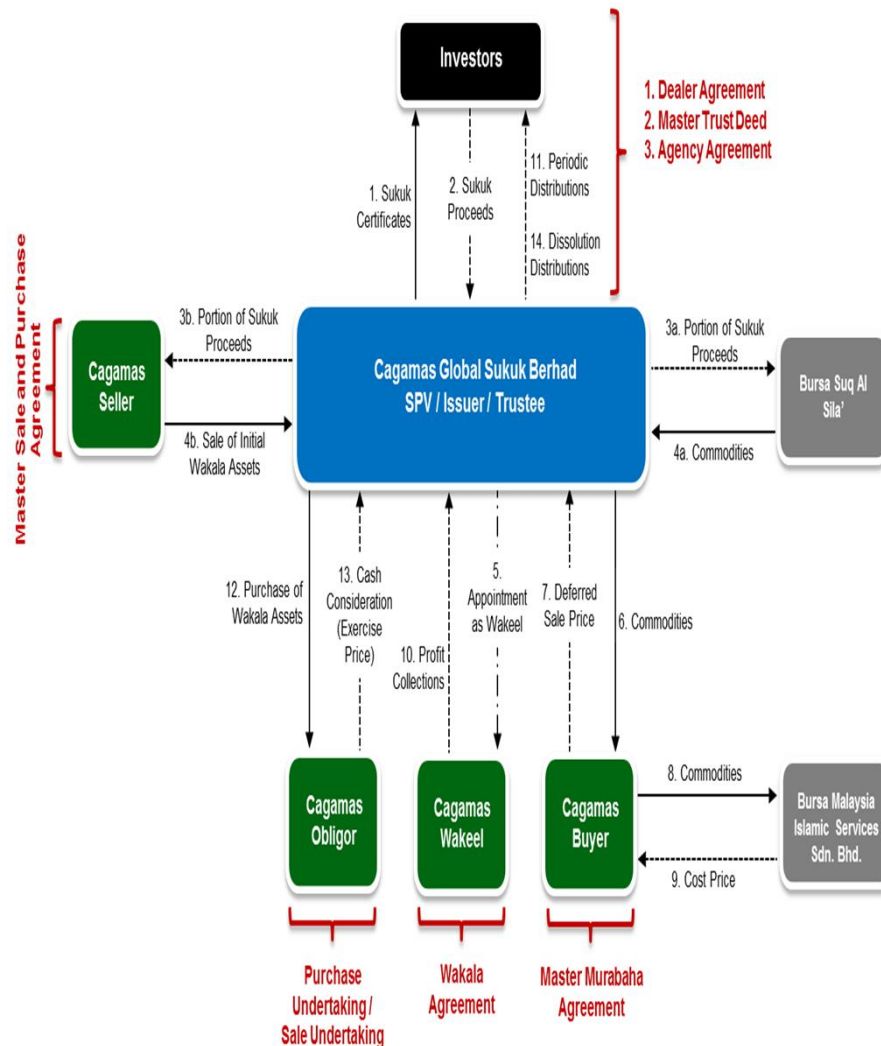 Investors
1. Dealer Agreement
2. Master Trust Deed
3. Agency Agreement
1. Sukuk
Certificates
2. Sukuk
Proceeds
11. Periodic
Distributions
14. Dissolution
Distributions
Master Sale and Purchase
Agreement
Cagamas
Seller
3b. Portion of Sukuk
Proceeds
4b. Sale of Initial
Wakala Assets
Cagamas Global Sukuk Berhad
SPV / Issuer / Trustee
3a. Portion of Sukuk
Proceeds
4a. Commodities
Bursa Suq Al
Sila'
12. Purchase of
Wakala Assets
13. Cash
Consideration
(Exercise
Price)
10. Profit
Collections
5.
Appointment
as Wakeel
7. Deferred
Sale Price
6. Commodities
Cagamas
Obligor
Cagamas
Wakeel
Cagamas
Buyer
8. Commodities
9. Cost Price
Bursa Malaysia
Islamic Services
Sdn. Bhd.
Purchase
Undertaking /
Sale Undertaking
Wakala
Agreement
Master Murabaha
Agreement